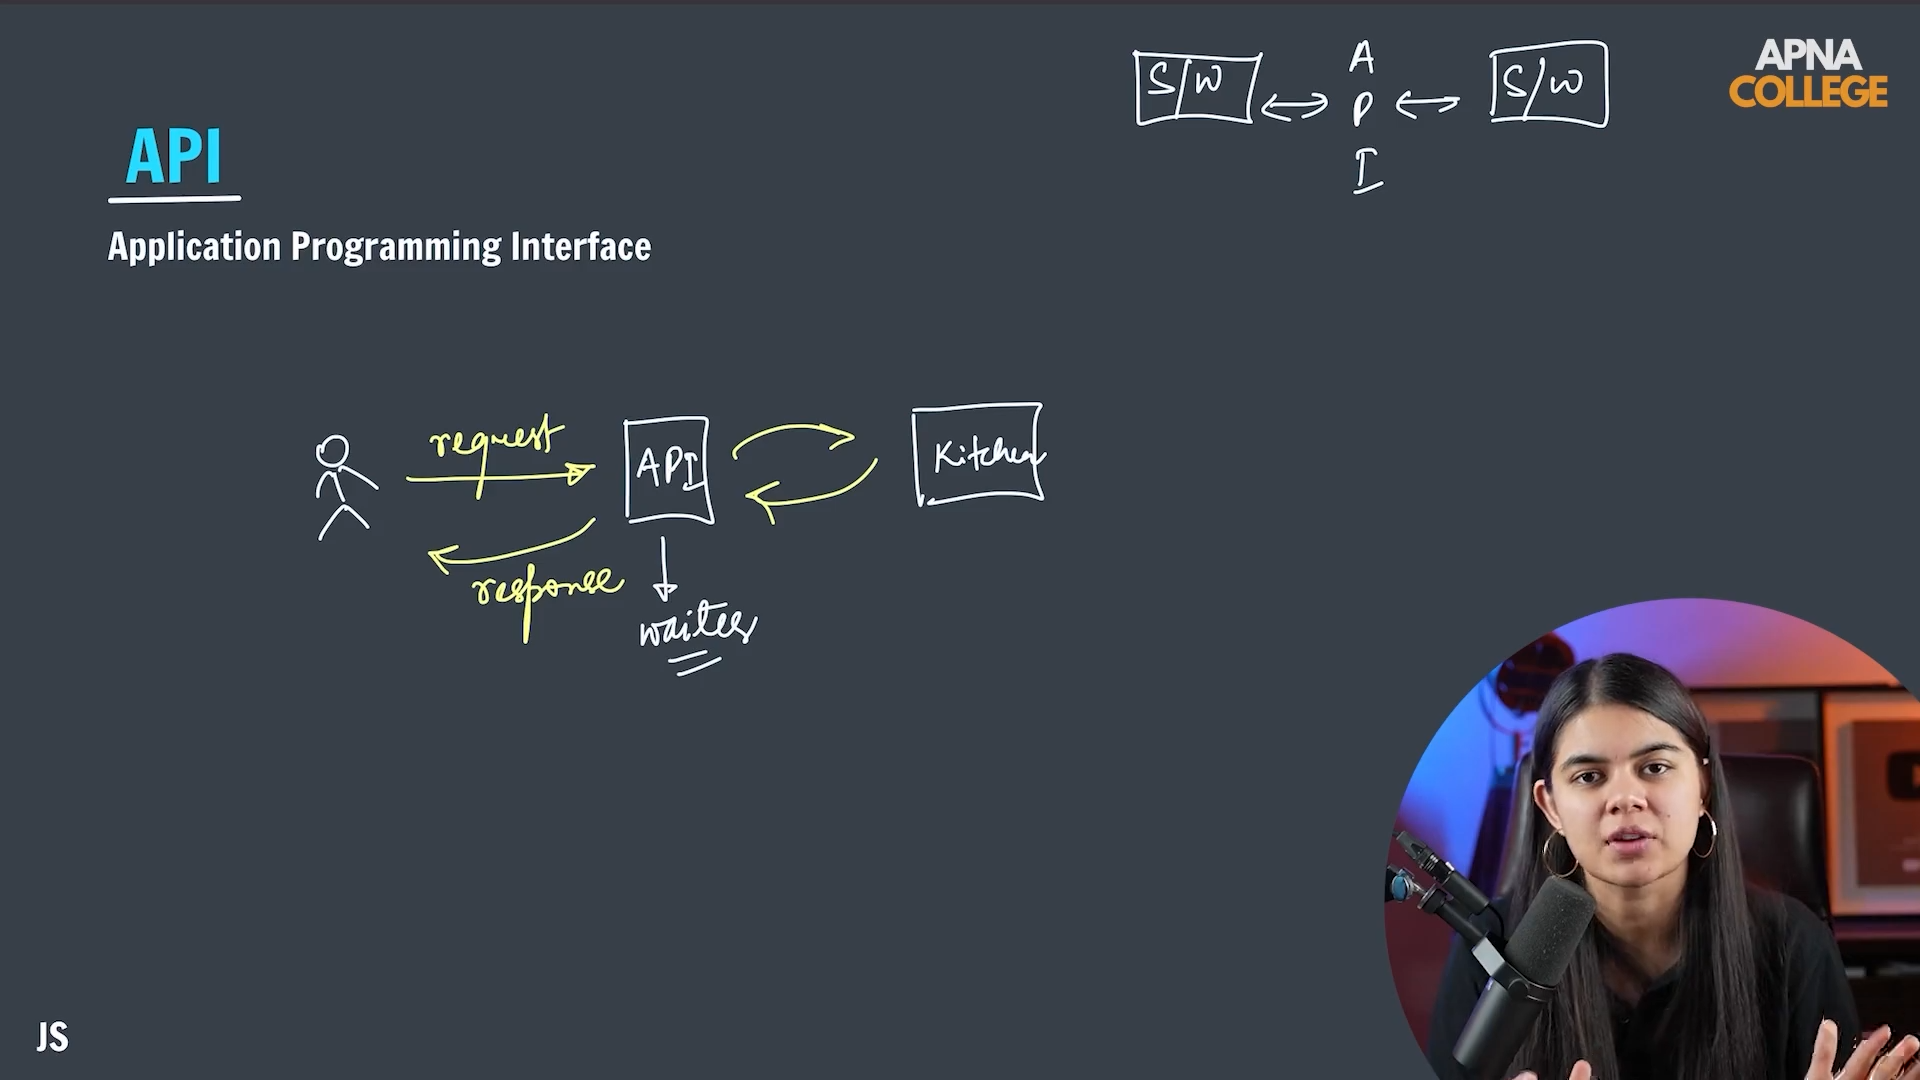 S/W
A
P
I
S/W
APNA
COLLEGE
API
Application Programming Interface
request
API
Kitchen
response
waiter
JS